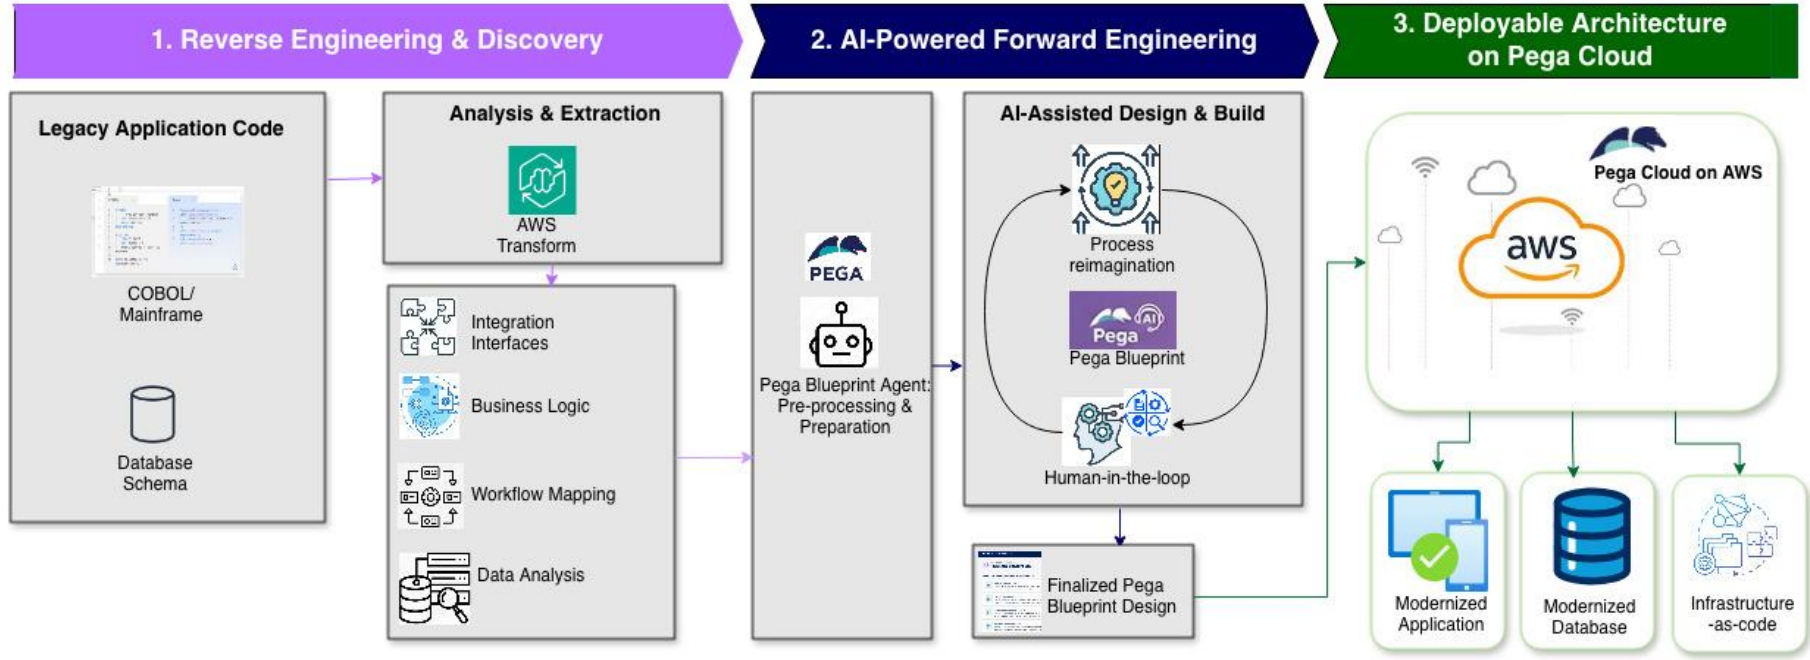 1. Reverse Engineering & Discovery
2. AI-Powered Forward Engineering
3. Deployable Architecture
on Pega Cloud
Legacy Application Code
COBOL/
Mainframe
Database
Schema
Analysis & Extraction
AWS
Transform
Integration
Interfaces
Business Logic
Workflow Mapping
Data Analysis
PEGA
Pega Blueprint Agent:
Pre-processing &
Preparation
AI-Assisted Design & Build
Process
reimagination
AI
Pega
Pega Blueprint
Human-in-the-loop
Finalized Pega
Blueprint Design
Pega Cloud on AWS
aws
Modernized
Application
Modernized
Database
Infrastructure
-as-code